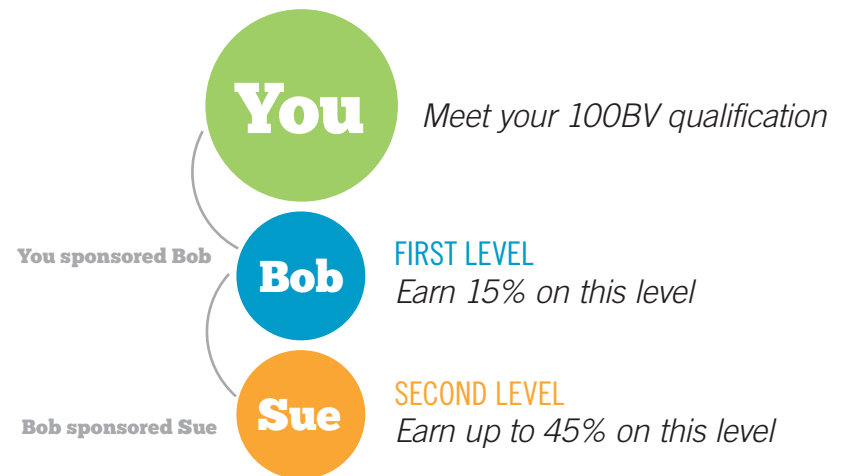 You
Meet your 100BV qualification
You sponsored Bob
Bob
FIRST LEVEL
Earn 15% on this level
Bob sponsored Sue
Sue
SECOND LEVEL
Earn up to 45% on this level